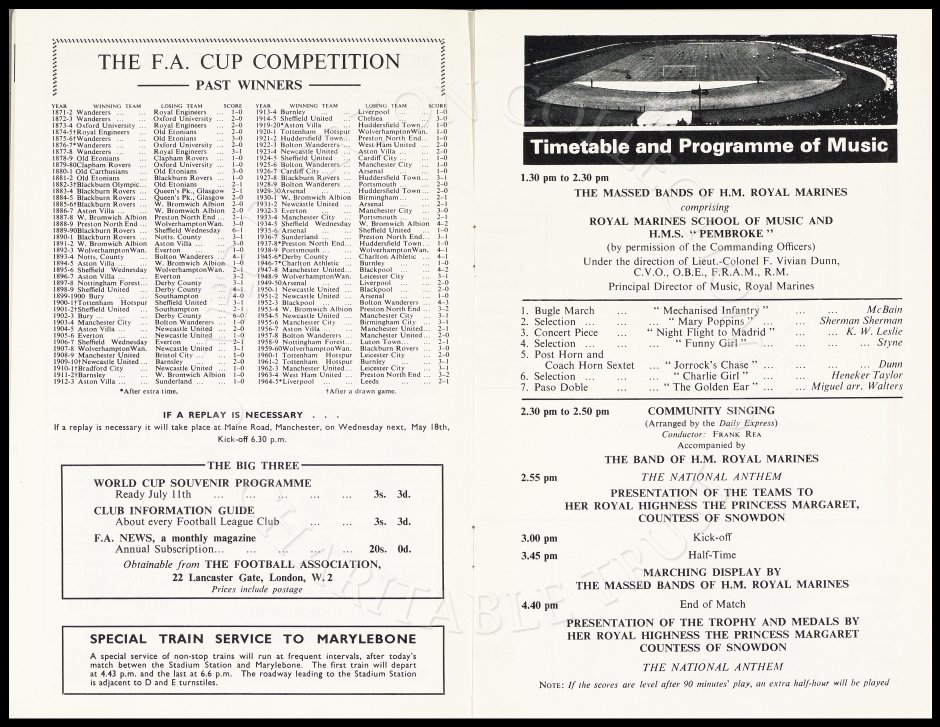 THE F.A. CUP COMPETITION
PAST WINNERS
YEAR WINNING TEAM LOSING TEAM SCORE
1871-2 Wanderers ... Royal Engineers ... 1–0
1872-3 Wanderers ... Oxford University ... 2–0
1873-4 Oxford University ... Royal Engineers ... 2–0
1874-5†Royal Engineers Old Etonians ... 2–0
1875-6†Wanderers ... Old Etonians ... 3–0
1876-7*Wanderers ... Oxford University ... 2–0
1877-8 Wanderers ... Royal Engineers ... 3–1
1878-9 Old Etonians ... Clapham Rovers ... 1–0
1879-80Clapham Rovers ... Oxford University ... 1–0
1880-1 Old Carthusians ... Old Etonians ... 3–0
1881-2 Old Etonians ... Blackburn Rovers ... 1–0
1882-3†Blackburn Olympic... Old Etonians ... 2–1
1883-4 Blackburn Rovers ... Queen's Pk., Glasgow 2–1
1884-5 Blackburn Rovers ... Queen's Pk., Glasgow 2–0
1885-6†Blackburn Rovers ... W. Bromwich Albion 2–0
1886-7 Aston Villa ... W. Bromwich Albion 2–0
1887-8 W. Bromwich Albion Preston North End ... 2–1
1888-9 Preston North End ... WolverhamptonWan. 3–0
1889-90Blackburn Rovers ... Sheffield Wednesday 6–1
1890-1 Blackburn Rovers ... Notts. County ... 3–1
1891-2 W. Bromwich Albion Aston Villa ... 3–0
1892-3 WolverhamptonWan. Everton ... 1–0
1893-4 Notts, County ... Bolton Wanderers ... 4–1
1894-5 Aston Villa ... W. Bromwich Albion 1–0
1895-6 Sheffield Wednesday WolverhamptonWan. 2–1
1896-7 Aston Villa ... Everton ... 3–2
1897-8 Nottingham Forest... Derby County ... 3–1
1898-9 Sheffield United ... Derby County ... 4–1
1899-1900 Bury ... Southampton ... 4–0
1900-1†Tottenham Hotspur Sheffield United ... 3–1
1901-2†Sheffield United ... Southampton ... 2–1
1902-3 Bury ... Derby County ... 6–0
1903-4 Manchester City ... Bolton Wanderers ... 1–0
1904-5 Aston Villa ... Newcastle United ... 2–0
1905-6 Everton ... Newcastle United ... 1–0
1906-7 Sheffield Wednesday Everton ... 2–1
1907-8 WolverhamptonWan. Newcastle United ... 3–1
1908-9 Manchester United Bristol City ... 1–0
1909-10†Newcastle United ... Barnsley ... 2–0
1910-1†Bradford City ... Newcastle United ... 1–0
1911-2†Barnsley ... W. Bromwich Albion 1–0
1912-3 Aston Villa ... Sunderland ... 1–0
YEAR WINNING TEAM LOSING TEAM SCORE
1913-4 Burnley ... Liverpool ... 1–0
1914-5 Sheffield United ... Chelsea ... 3–0
1919-20*Aston Villa ... Huddersfield Town... 1–0
1920-1 Tottenham Hotspur WolverhamptonWan. 1–0
1921-2 Huddersfield Town... Preston North End... 1–0
1922-3 Bolton Wanderers ... West Ham United ... 2–0
1923-4 Newcastle United ... Aston Villa ... 2–0
1924-5 Sheffield United ... Cardiff City ... 1–0
1925-6 Bolton Wanderers ... Manchester City ... 1–0
1926-7 Cardiff City ... Arsenal ... 1–0
1927-8 Blackburn Rovers ... Huddersfield Town... 3–1
1928-9 Bolton Wanderers ... Portsmouth ... 2–0
1929-30Arsenal ... Huddersfield Town... 2–0
1930-1 W. Bromwich Albion Birmingham ... 2–1
1931-2 Newcastle United ... Arsenal ... 2–1
1932-3 Everton ... Manchester City ... 3–0
1933-4 Manchester City ... Portsmouth ... 2–1
1934-5 Sheffield Wednesday W. Bromwich Albion 4–2
1935-6 Arsenal ... Sheffield United ... 1–0
1936-7 Sunderland ... Preston North End... 3–1
1937-8*Preston North End... Huddersfield Town... 1–0
1938-9 Portsmouth ... WolverhamptonWan. 4–1
1945-6*Derby County ... Charlton Athletic ... 4–1
1946-7*Charlton Athletic ... Burnley ... 1–0
1947-8 Manchester United... Blackpool ... 4–2
1948-9 WolverhamptonWan. Leicester City ... 3–1
1949-50Arsenal ... Liverpool ... 2–0
1950-1 Newcastle United ... Blackpool ... 2–0
1951-2 Newcastle United ... Arsenal ... 1–0
1952-3 Blackpool ... Bolton Wanderers ... 4–3
1953-4 W. Bromwich Albion Preston North End ... 3–2
1954-5 Newcastle United ... Manchester City ... 3–1
1955-6 Manchester City ... Birmingham City ... 3–1
1956-7 Aston Villa ... Manchester United ... 2–1
1957-8 Bolton Wanderers ... Manchester United ... 2–0
1958-9 Nottingham Forest... Luton Town ... 2–1
1959-60WolverhamptonWan. Blackburn Rovers ... 3–0
1960-1 Tottenham Hotspur Leicester City ... 2–0
1961-2 Tottenham Hotspur Burnley ... 3–1
1962-3 Manchester United... Leicester City ... 3–1
1963-4 West Ham United ... Preston North End ... 3–2
1964-5*Liverpool ... Leeds ... 2–1
*After extra time. †After a drawn game.
IF A REPLAY IS NECESSARY . . .
If a replay is necessary it will take place at Maine Road, Manchester, on Wednesday next, May 18th,
Kick-off 6.30 p.m.
THE BIG THREE
WORLD CUP SOUVENIR PROGRAMME
Ready July 11th ... ... ... ... ... 3s. 3d.
CLUB INFORMATION GUIDE
About every Football League Club ... ... 3s. 3d.
F.A. NEWS, a monthly magazine
Annual Subscription... ... ... ... ... 20s. 0d.
Obtainable from THE FOOTBALL ASSOCIATION,
22 Lancaster Gate, London, W.2
Prices include postage
SPECIAL TRAIN SERVICE TO MARYLEBONE
A special service of non-stop trains will run at frequent intervals, after today's
match betwen the Stadium Station and Marylebone. The first train will depart
at 4.43 p.m. and the last at 6.6 p.m. The roadway leading to the Stadium Station
is adjacent to D and E turnstiles.
Timetable and Programme of Music
1.30 pm to 2.30 pm
THE MASSED BANDS OF H.M. ROYAL MARINES
comprising
ROYAL MARINES SCHOOL OF MUSIC AND
H.M.S. "PEMBROKE"
(by permission of the Commanding Officers)
Under the direction of Lieut.-Colonel F. Vivian Dunn,
C.V.O., O.B.E., F.R.A.M., R.M.
Principal Director of Music, Royal Marines
1. Bugle March ... "Mechanised Infantry" ... ... McBain
2. Selection ... ... ... "Mary Poppins" ... ... Sherman Sherman
3. Concert Piece ... "Night Flight to Madrid" ... ... K. W. Leslie
4. Selection ... ... ... "Funny Girl" ... ... ... Styne
5. Post Horn and
Coach Horn Sextet ... "Jorrock's Chase" ... ... ... Dunn
6. Selection ... ... ... "Charlie Girl" ... ... Heneker Taylor
7. Paso Doble ... ... "The Golden Ear" ... ... Miguel arr. Walters
2.30 pm to 2.50 pm COMMUNITY SINGING
(Arranged by the Daily Express)
Conductor: FRANK REA
Accompanied by
THE BAND OF H.M. ROYAL MARINES
2.55 pm THE NATIONAL ANTHEM
PRESENTATION OF THE TEAMS TO
HER ROYAL HIGHNESS THE PRINCESS MARGARET,
COUNTESS OF SNOWDON
3.00 pm Kick-off
3.45 pm Half-Time
MARCHING DISPLAY BY
THE MASSED BANDS OF H.M. ROYAL MARINES
4.40 pm End of Match
PRESENTATION OF THE TROPHY AND MEDALS BY
HER ROYAL HIGHNESS THE PRINCESS MARGARET
COUNTESS OF SNOWDON
THE NATIONAL ANTHEM
NOTE: If the scores are level after 90 minutes' play, an extra half-hour will be played